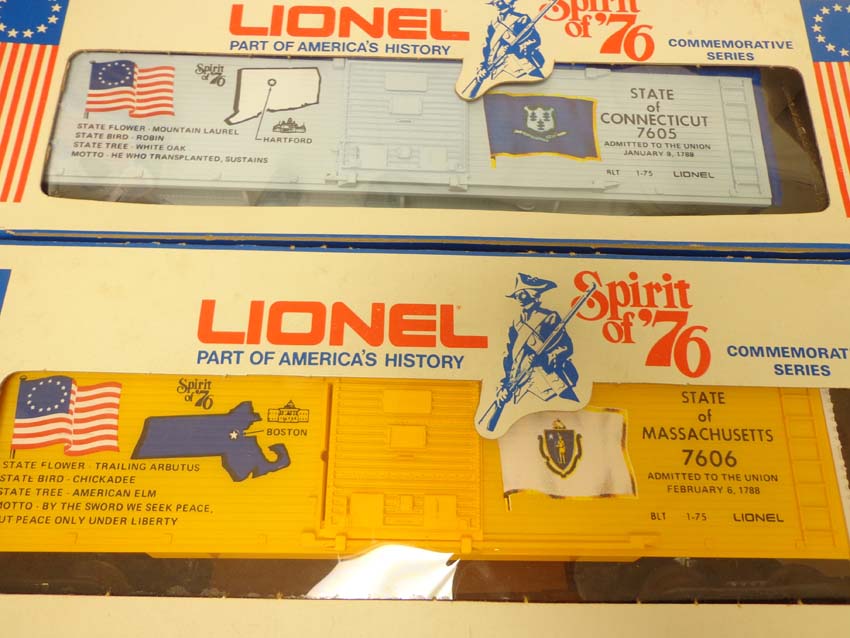 LIONEL
PART OF AMERICA'S HISTORY
Spirit
of '76
COMMEMORATIVE
SERIES
Spirit
of '76
STATE FLOWER - MOUNTAIN LAUREL
STATE BIRD - ROBIN
STATE TREE - WHITE OAK
MOTTO - HE WHO TRANSPLANTED, SUSTAINS
HARTFORD
STATE
of
CONNECTICUT
7605
ADMITTED TO THE UNION
JANUARY 9, 1788
BLT 1-75 LIONEL
LIONEL
PART OF AMERICA'S HISTORY
Spirit
of '76
COMMEMORAT
SERIES
Spirit
of '76
BOSTON
STATE FLOWER - TRAILING ARBUTUS
STATE BIRD - CHICKADEE
STATE TREE - AMERICAN ELM
MOTTO - BY THE SWORD WE SEEK PEACE,
UT PEACE ONLY UNDER LIBERTY
STATE
of
MASSACHUSETTS
7606
ADMITTED TO THE UNION
FEBRUARY 6, 1788
BLT 1-75 LIONEL